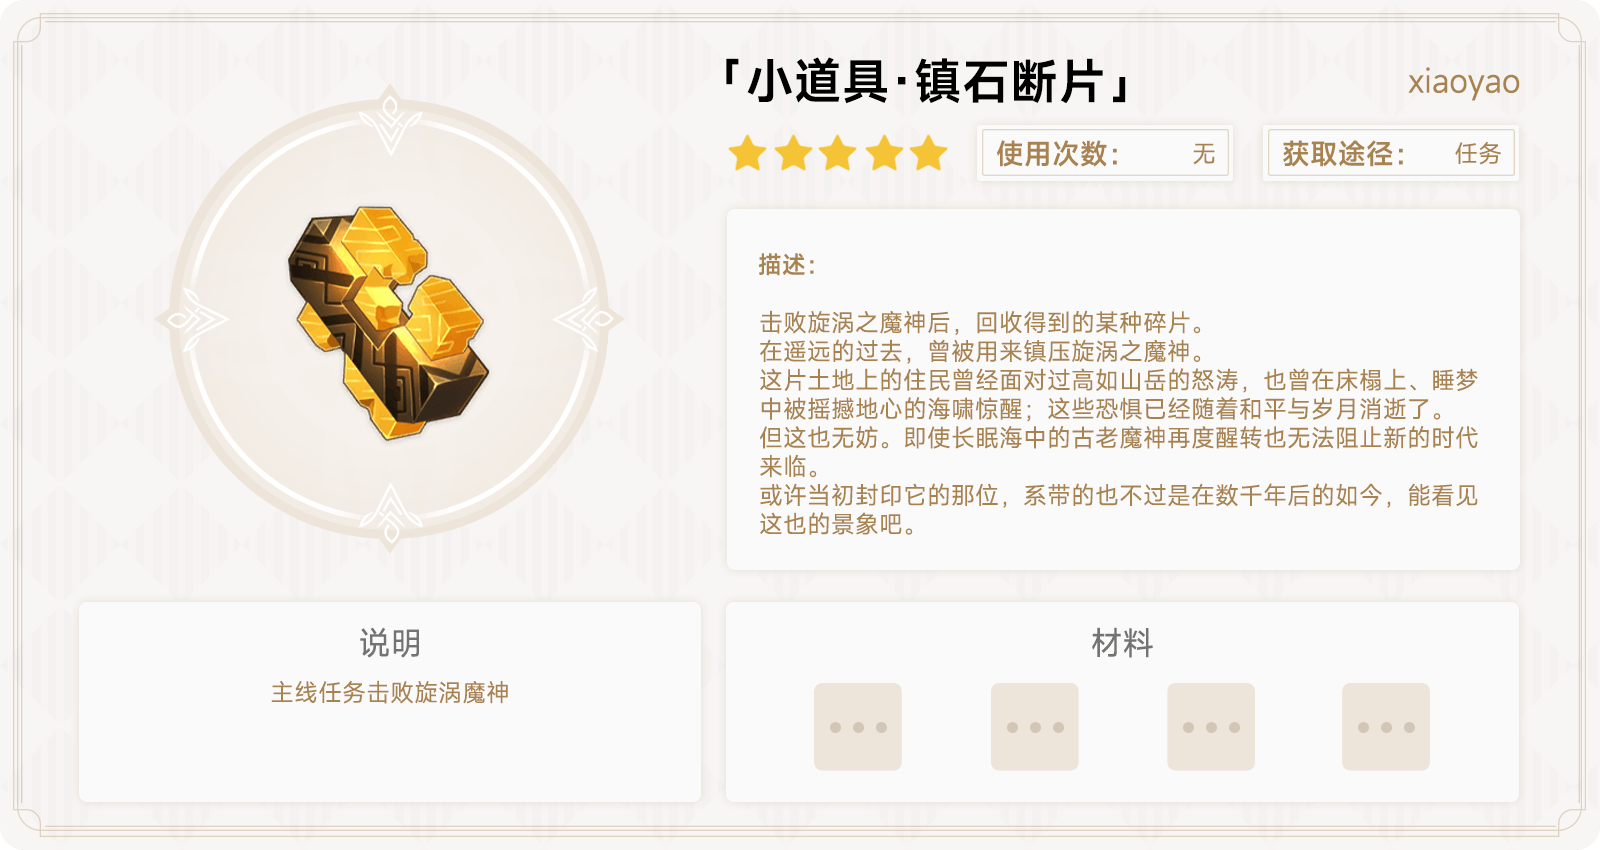 「小道具·镇石断片」
xiaoyao
使用次数： 无
获取途径： 任务
描述：
击败旋涡之魔神后，回收得到的某种碎片。
在遥远的过去，曾被用来镇压旋涡之魔神。
这片土地上的住民曾经面对过高如山岳的怒涛，也曾在床榻上、睡梦
中被摇撼地心的海啸惊醒；这些恐惧已经随着和平与岁月消逝了。
但这也无妨。即使长眠海中的古老魔神再度醒转也无法阻止新的时代
来临。
或许当初封印它的那位，系带的也不过是在数千年后的如今，能看见
这也的景象吧。
说明
主线任务击败旋涡魔神
材料